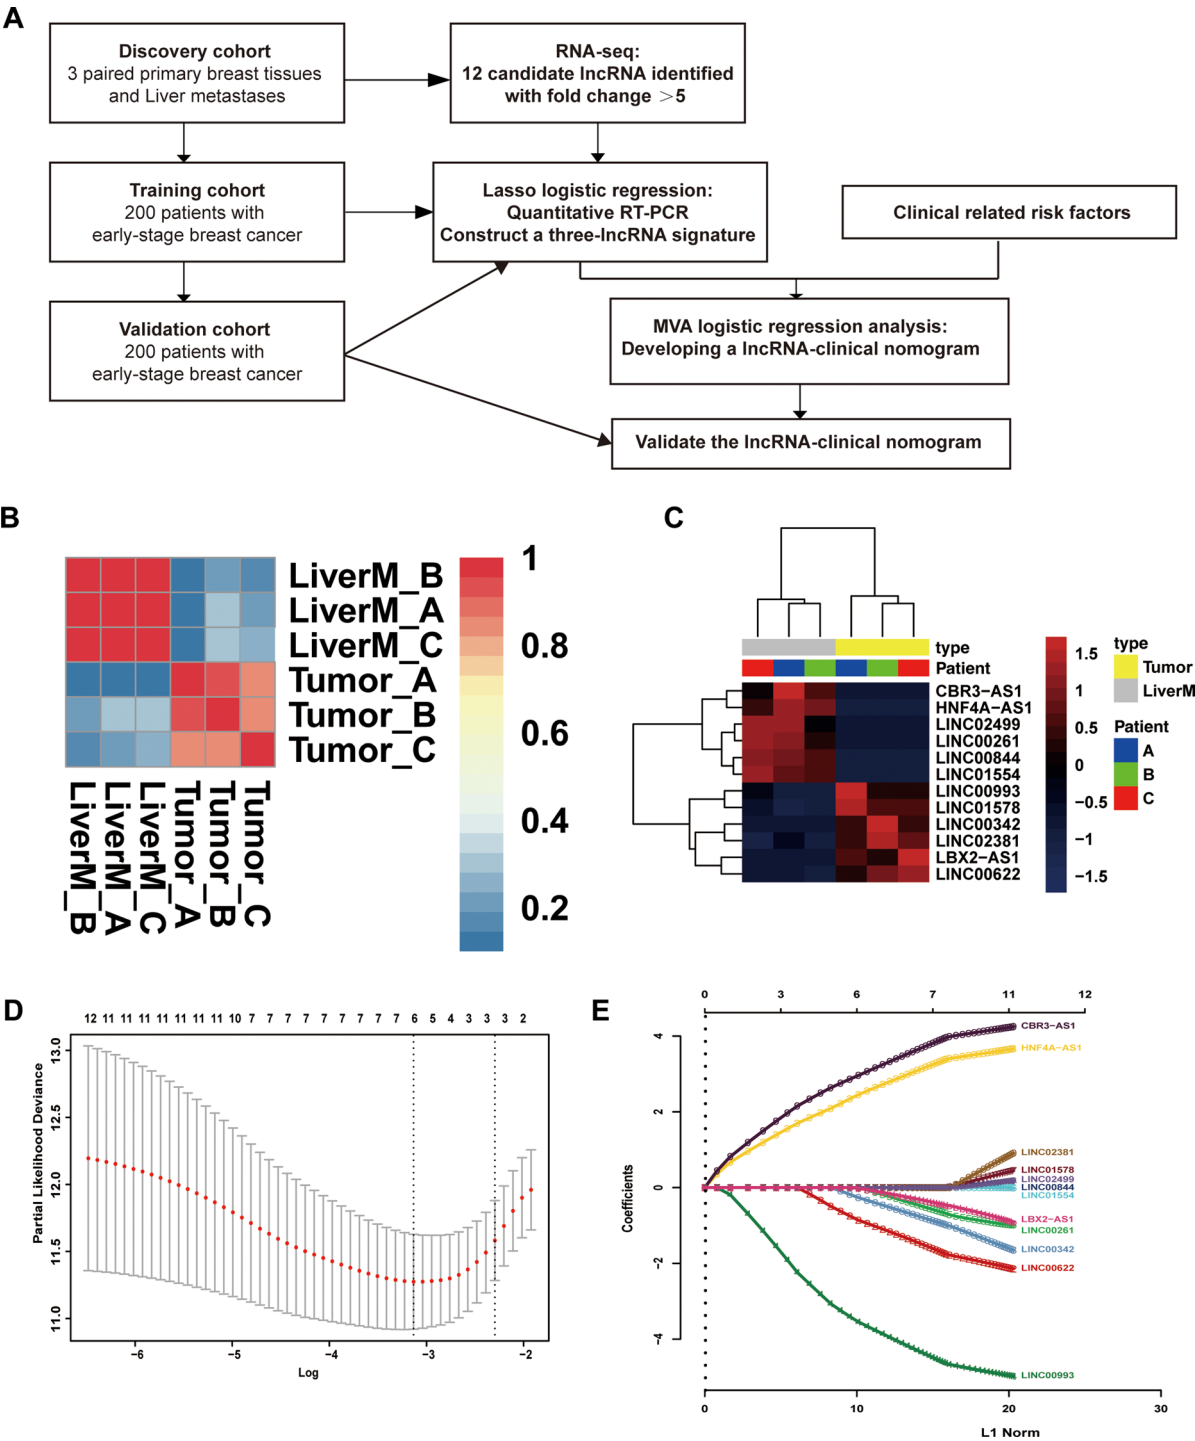 A
Discovery cohort
3 paired primary breast tissues
and Liver metastases
RNA-seq:
12 candidate lncRNA identified
with fold change >5
Training cohort
200 patients with
early-stage breast cancer
Lasso logistic regression:
Quantitative RT-PCR
Construct a three-lncRNA signature
Clinical related risk factors
Validation cohort
200 patients with
early-stage breast cancer
MVA logistic regression analysis:
Developing a lncRNA-clinical nomogram
Validate the lncRNA-clinical nomogram
B
LiverM_B
LiverM_A
LiverM_C
Tumor_A
Tumor_B
Tumor_C
LiverM_B
LiverM_A
LiverM_C
Tumor_A
Tumor_B
Tumor_C
1
0.8
0.6
0.4
0.2
C
type
Patient
CBR3−AS1
HNF4A−AS1
LINC02499
LINC00261
LINC00844
LINC01554
LINC00993
LINC01578
LINC00342
LINC02381
LBX2−AS1
LINC00622
1.5
1
0.5
0
−0.5
−1
−1.5
type
Tumor
LiverM
Patient
A
B
C
D
12 11 11 11 11 11 11 11 10 7 7 7 7 7 7 7 7 7 6 5 4 3 3 3 2
Partial Likelihood Deviance
13.0
12.5
12.0
11.5
11.0
−6 −5 −4 −3 −2
Log
E
0 3 6 7 11 12
Coefficients
4
2
0
−2
−4
CBR3−AS1
HNF4A−AS1
LINC02381
LINC01578
LINC02499
LINC00844
LINC01554
LBX2−AS1
LINC00261
LINC00342
LINC00622
LINC00993
0 10 20 30
L1 Norm